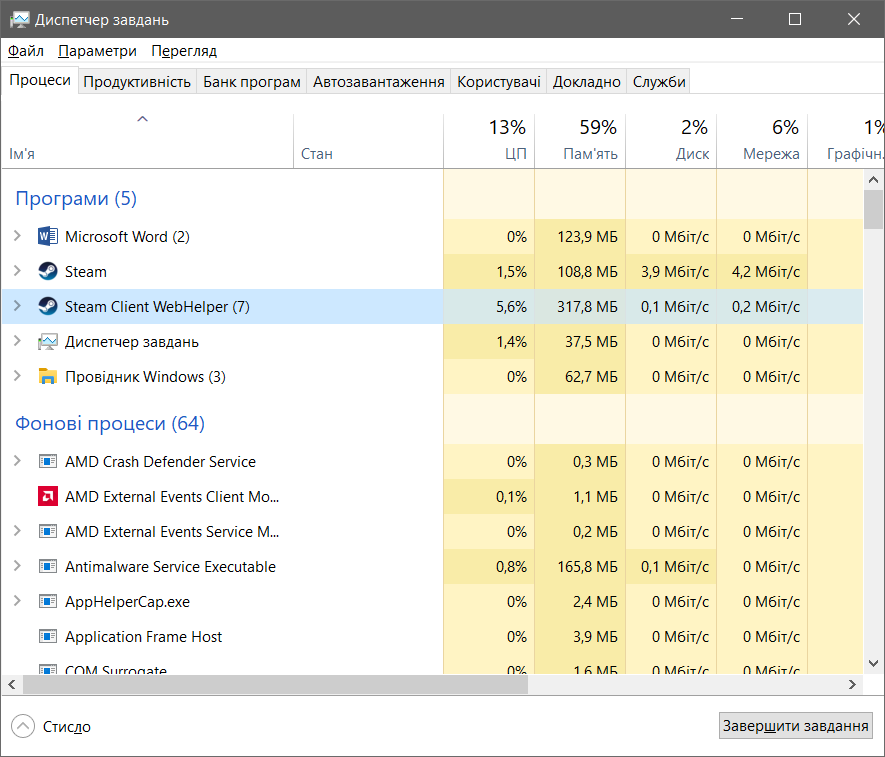 Диспетчер завдань
Файл Параметри Перегляд
Процеси Продуктивність Банк програм Автозавантаження Користувачі Докладно Служби
13% 59% 2% 6% 1%
Ім'я Стан ЦП Пам'ять Диск Мережа Графічн.
Програми (5)
Microsoft Word (2) 0% 123,9 МБ 0 Мбіт/с 0 Мбіт/с
Steam 1,5% 108,8 МБ 3,9 Мбіт/с 4,2 Мбіт/с
Steam Client WebHelper (7) 5,6% 317,8 МБ 0,1 Мбіт/с 0,2 Мбіт/с
Диспетчер завдань 1,4% 37,5 МБ 0 Мбіт/с 0 Мбіт/с
Провідник Windows (3) 0% 62,7 МБ 0 Мбіт/с 0 Мбіт/с
Фонові процеси (64)
AMD Crash Defender Service 0% 0,3 МБ 0 Мбіт/с 0 Мбіт/с
AMD External Events Client Mo... 0,1% 1,1 МБ 0 Мбіт/с 0 Мбіт/с
AMD External Events Service M... 0% 0,2 МБ 0 Мбіт/с 0 Мбіт/с
Antimalware Service Executable 0,8% 165,8 МБ 0,1 Мбіт/с 0 Мбіт/с
AppHelperCap.exe 0% 2,4 МБ 0 Мбіт/с 0 Мбіт/с
Application Frame Host 0% 3,9 МБ 0 Мбіт/с 0 Мбіт/с
COM Surrogate 0% 1,6 МБ 0 Мбіт/с 0 Мбіт/с
Стисло
Завершити завдання